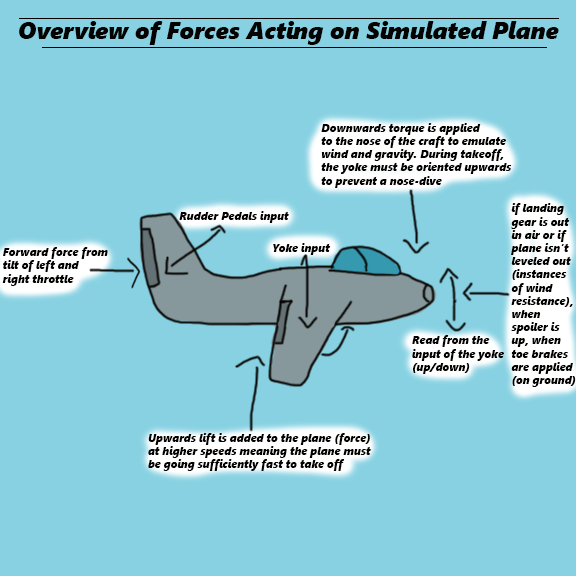 Overview of Forces Acting on Simulated Plane
Downwards torque is applied
to the nose of the craft to emulate
wind and gravity. During takeoff,
the yoke must be oriented upwards
to prevent a nose-dive
Rudder Pedals input
Yoke input
Forward force from
tilt of left and
right throttle
if landing
gear is out
in air or if
plane isn't
leveled out
(instances
of wind
resistance),
when
spoiler is
up, when
toe brakes
are applied
(on ground)
Read from the
input of the yoke
(up/down)
Upwards lift is added to the plane (force)
at higher speeds meaning the plane must
be going sufficiently fast to take off